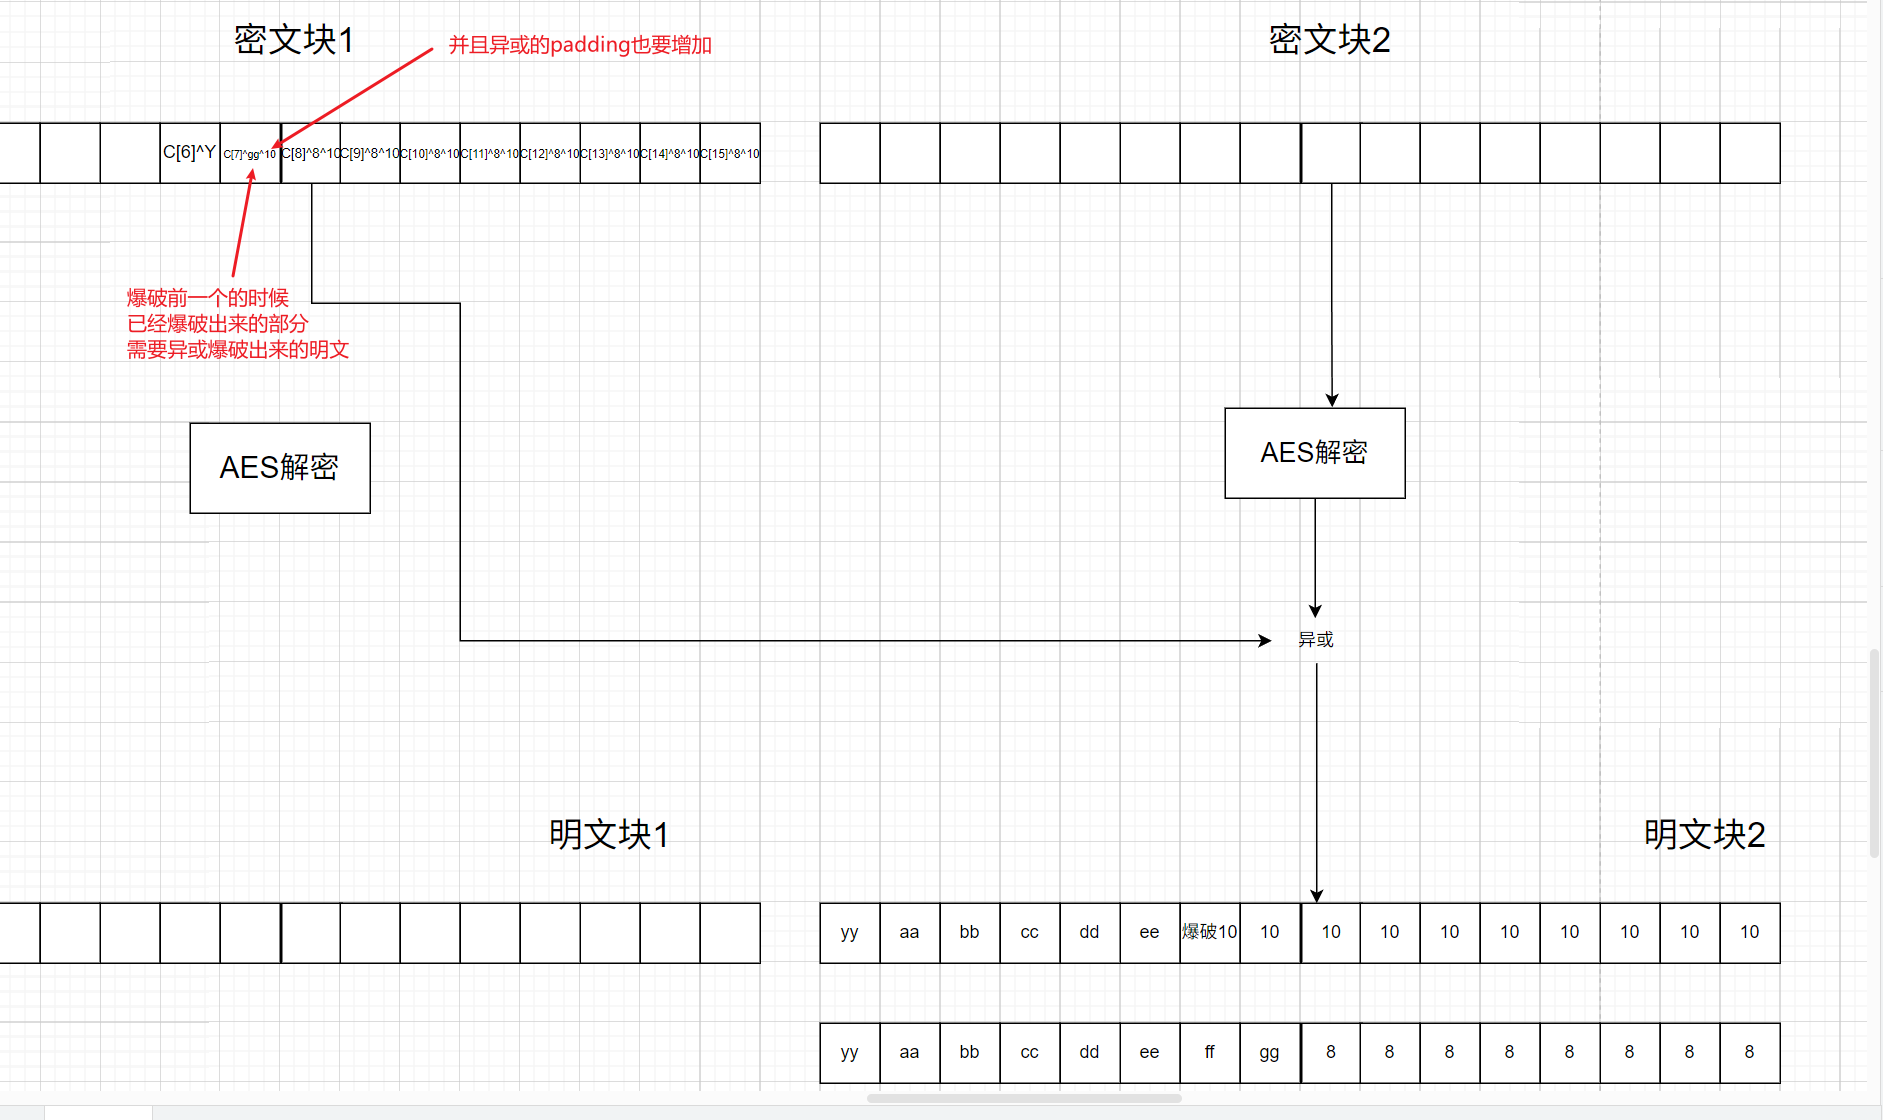 密文块1
并且异或的padding也要增加
密文块2
C[6]^Y
C[7]^gg^10
C[8]^8^10
C[9]^8^10
C[10]^8^10
C[11]^8^10
C[12]^8^10
C[13]^8^10
C[14]^8^10
C[15]^8^10
爆破前一个的时候
已经爆破出来的部分
需要异或爆破出来的明文
AES解密
AES解密
异或
明文块1
明文块2
yy aa bb cc dd ee 爆破10 10 10 10 10 10 10 10 10 10
yy aa bb cc dd ee ff gg 8 8 8 8 8 8 8 8